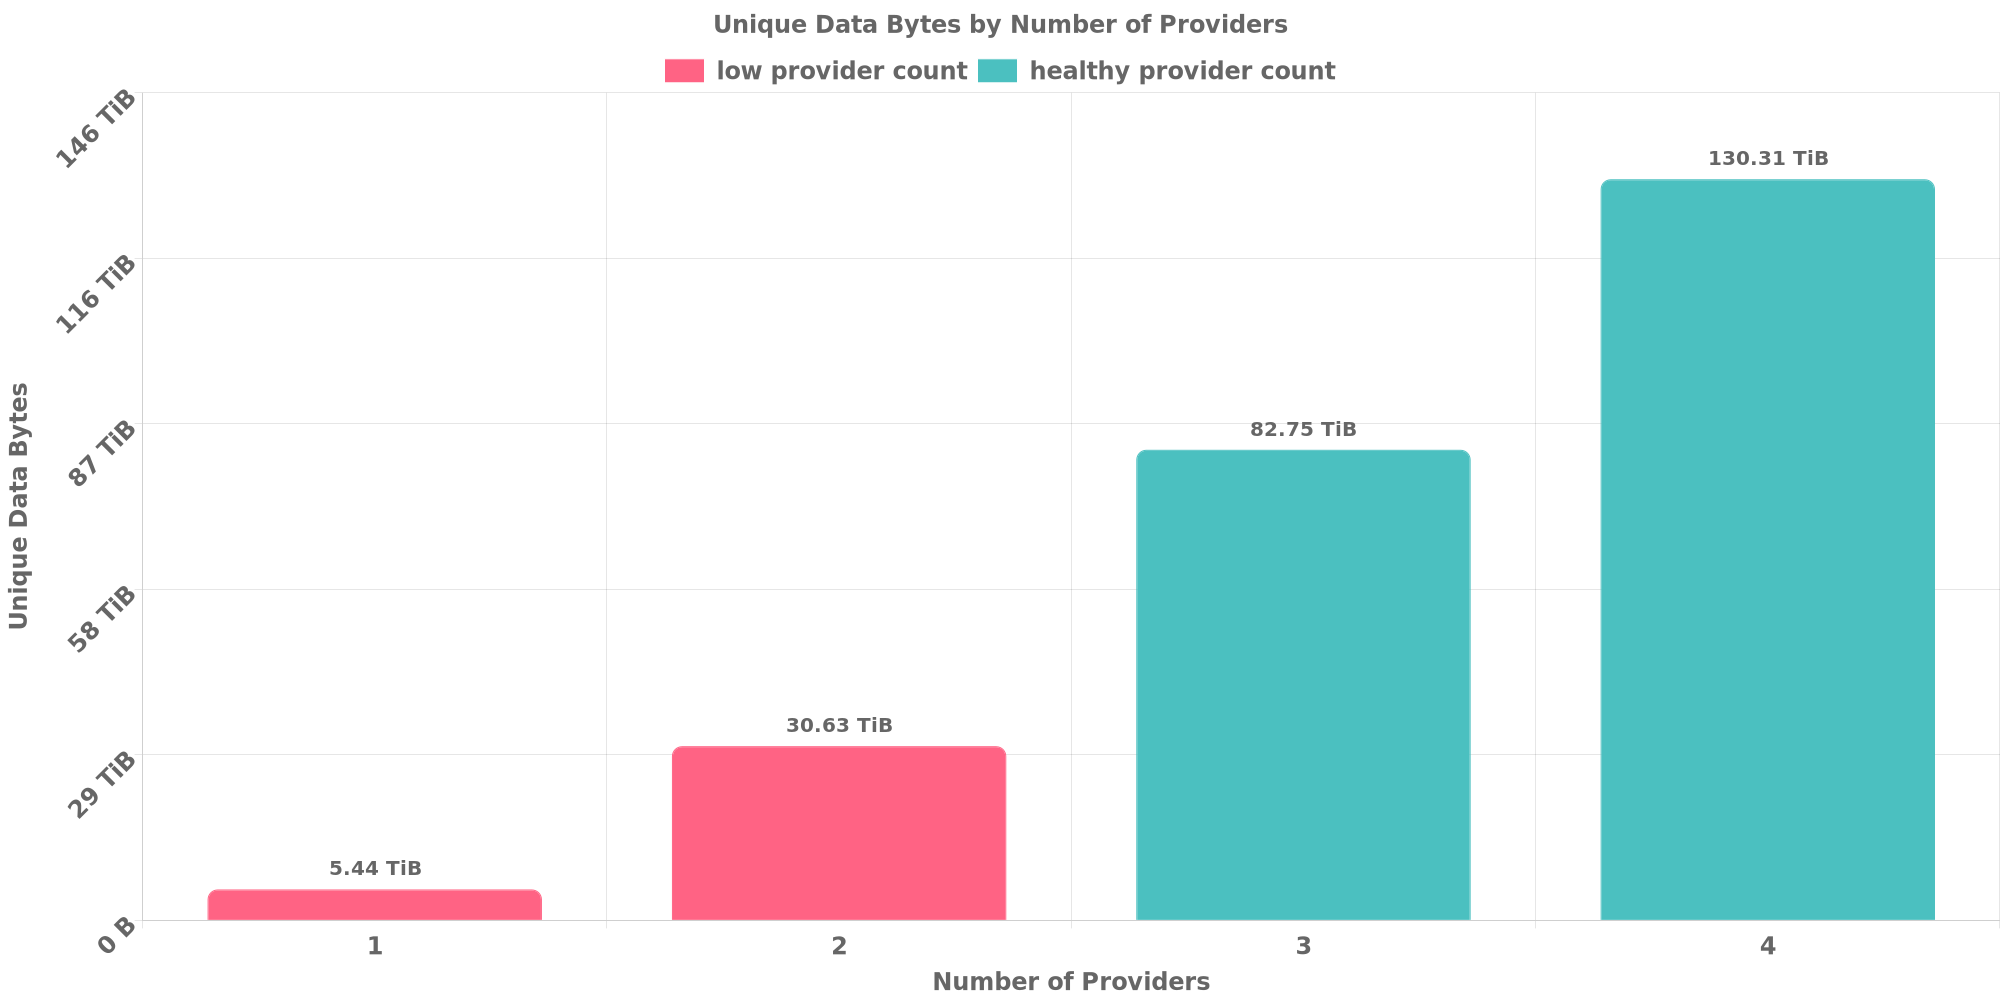 Unique Data Bytes by Number of Providers
low provider count
healthy provider count
146 TiB
116 TiB
87 TiB
58 TiB
29 TiB
0 B
Unique Data Bytes
5.44 TiB
30.63 TiB
82.75 TiB
130.31 TiB
1
2
3
4
Number of Providers